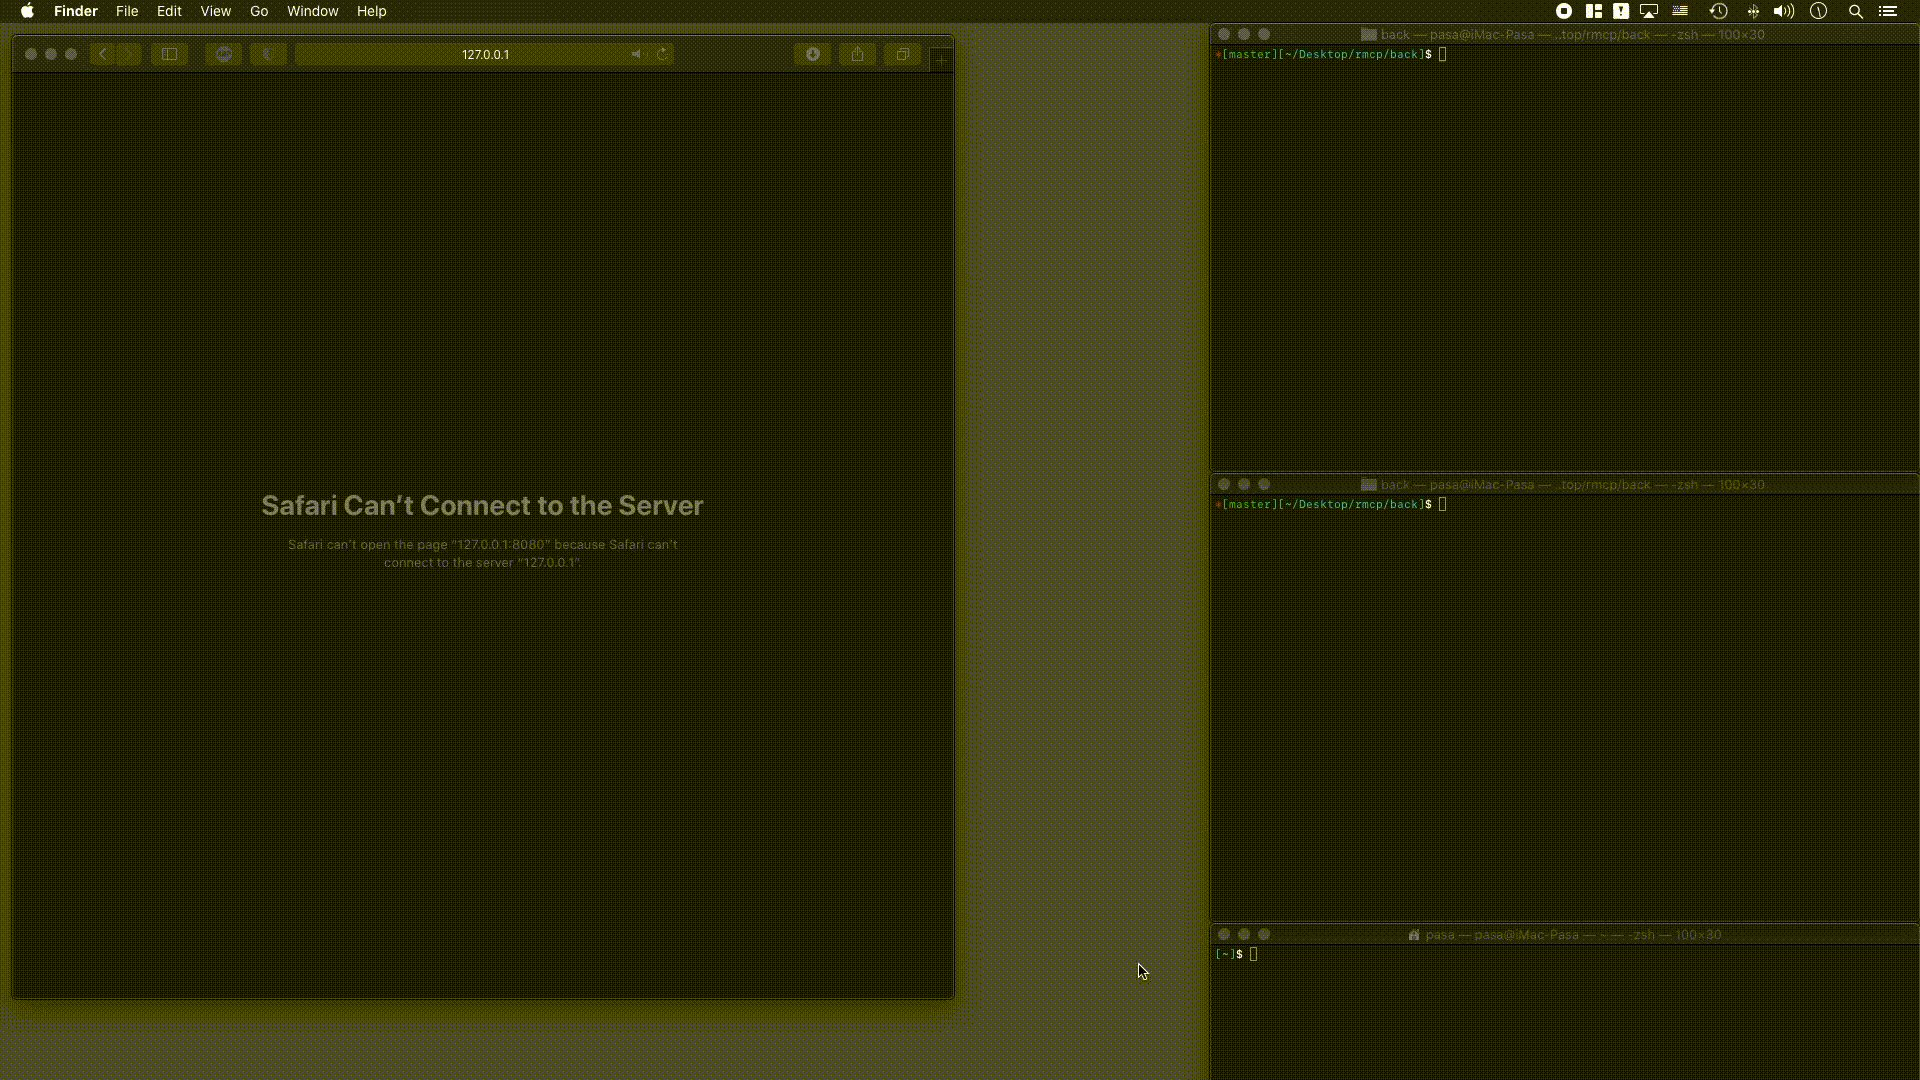 Finder File Edit View Go Window Help
127.0.0.1
Safari Can’t Connect to the Server
Safari can’t open the page “127.0.0.1:8080” because Safari can’t
connect to the server “127.0.0.1”.
back — pasa@iMac-Pasa — ..top/rmcp/back — -zsh — 100×30
*[master][~/Desktop/rmcp/back]$
back — pasa@iMac-Pasa — ..top/rmcp/back — -zsh — 100×30
*[master][~/Desktop/rmcp/back]$
pasa — pasa@iMac-Pasa — ~ — -zsh — 100×30
[~]$